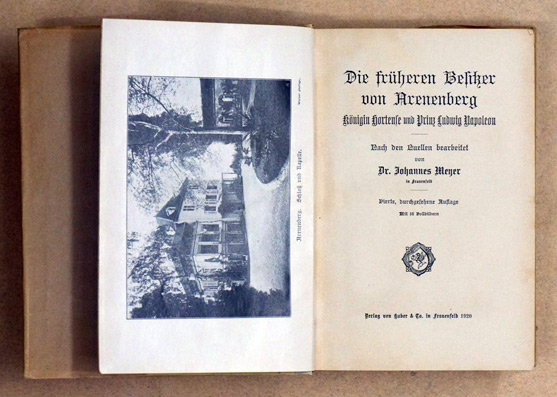 Arenenberg. Schloß und Kapelle.
Die früheren Besitzer
von Arenenberg
Königin Hortense und Prinz Ludwig Napoleon
Nach den Quellen bearbeitet
von
Dr. Johannes Meyer
in Frauenfeld
Vierte, durchgesehene Auflage
Mit 16 Vollbildern
Verlag von Huber & Co. in Frauenfeld 1920